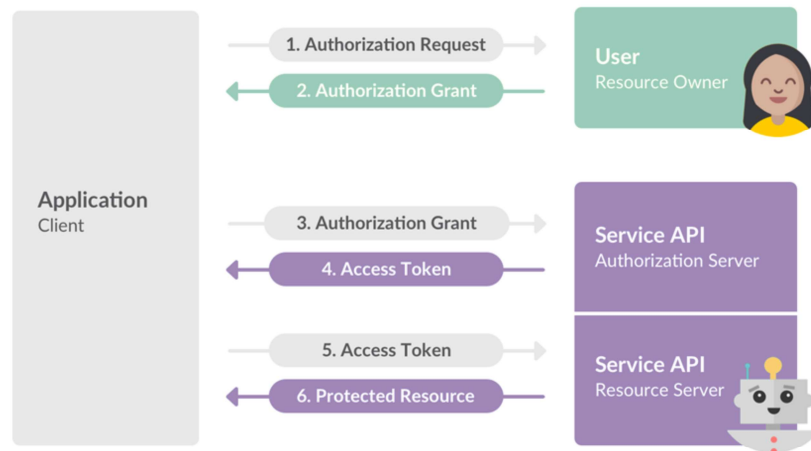 1. Authorization Request
User
Resource Owner
2. Authorization Grant
Application
Client
3. Authorization Grant
Service API
Authorization Server
4. Access Token
5. Access Token
Service API
Resource Server
6. Protected Resource